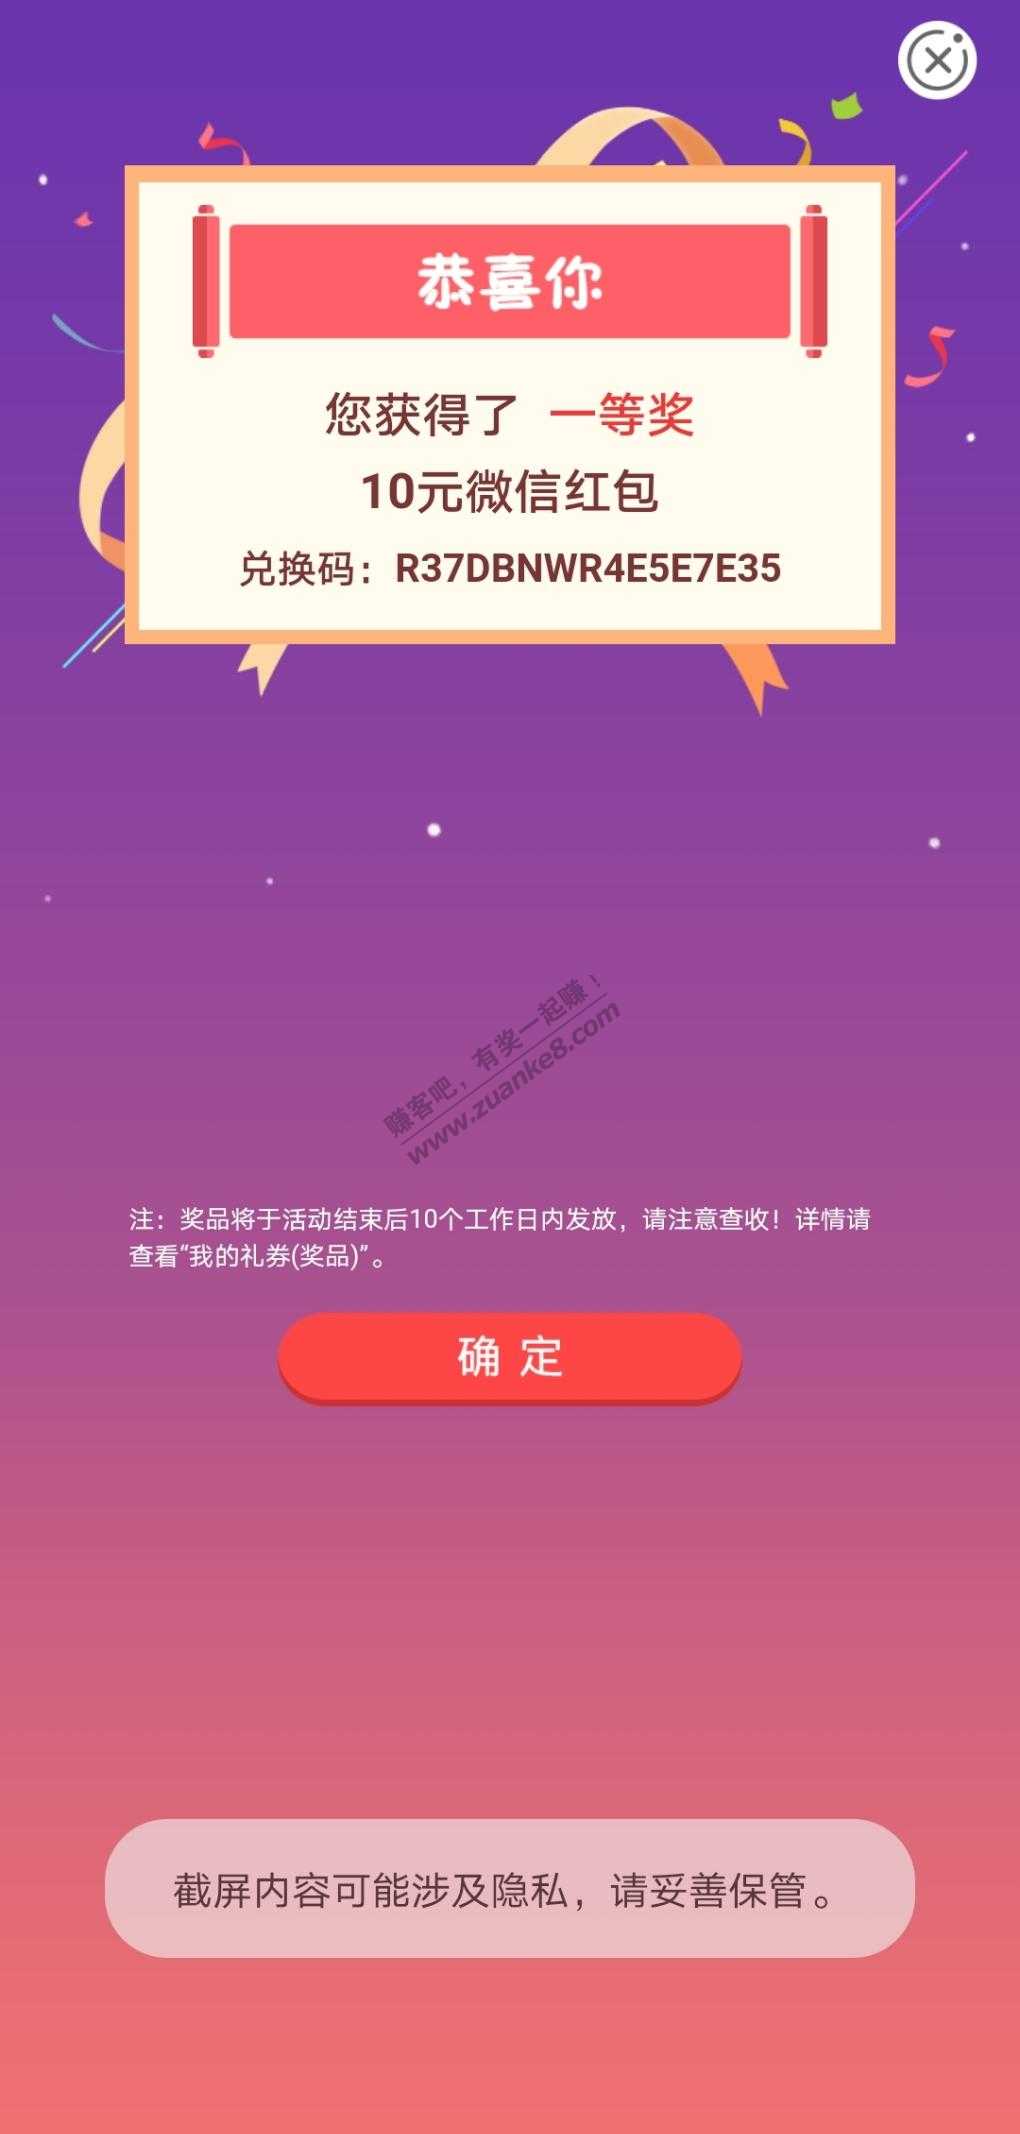 恭喜你
您获得了 一等奖
10元微信红包
兑换码：R37DBNWR4E5E7E35
赚客吧，有奖一起赚！
www.zuanke8.com
注：奖品将于活动结束后10个工作日内发放，请注意查收！详情请
查看“我的礼券(奖品)”。
确 定
截屏内容可能涉及隐私，请妥善保管。